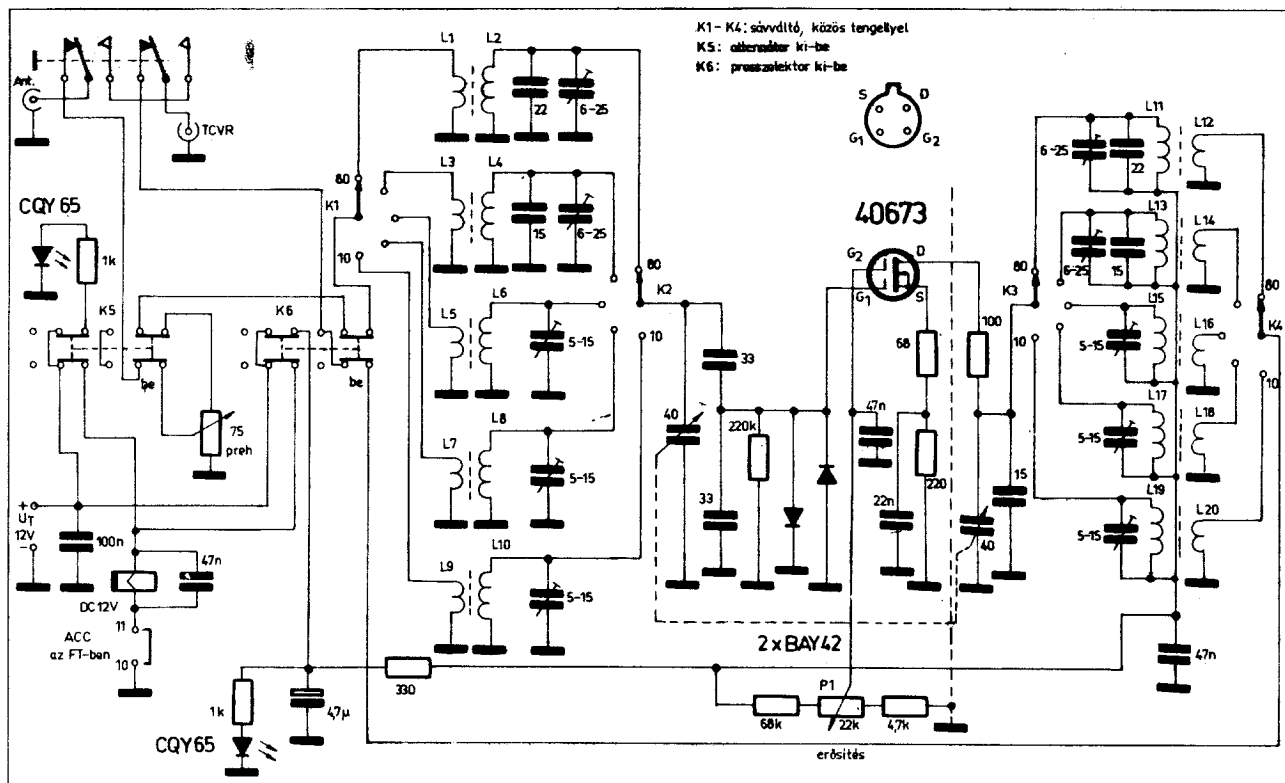 K1-K4: sávváltó, közös tengellyel
K5: attenuátor ki-be
K6: preszelektor ki-be
Ant.
TCVR
S D
G1 G2
CQY 65
1k
K5
be
75
preh
K6
be
+
UT
12V
-
100n
47n
DC 12V
11
ACC
az FT-ben
10
1k
CQY65
4,7μ
330
K1
80
10
L1
L2
22
6-25
L3
L4
15
6-25
L5
L6
5-15
L7
L8
5-15
L9
L10
5-15
80
K2
10
40
33
33
220k
2xBAY42
40673
G2
G1
D
S
68
100
47n
22n
220
40
15
68k
P1
22k
4,7k
erősítés
K3
80
10
6-25
22
L11
L12
6-25
15
L13
L14
5-15
L15
L16
5-15
L17
L18
5-15
L19
L20
80
K4
10
47n